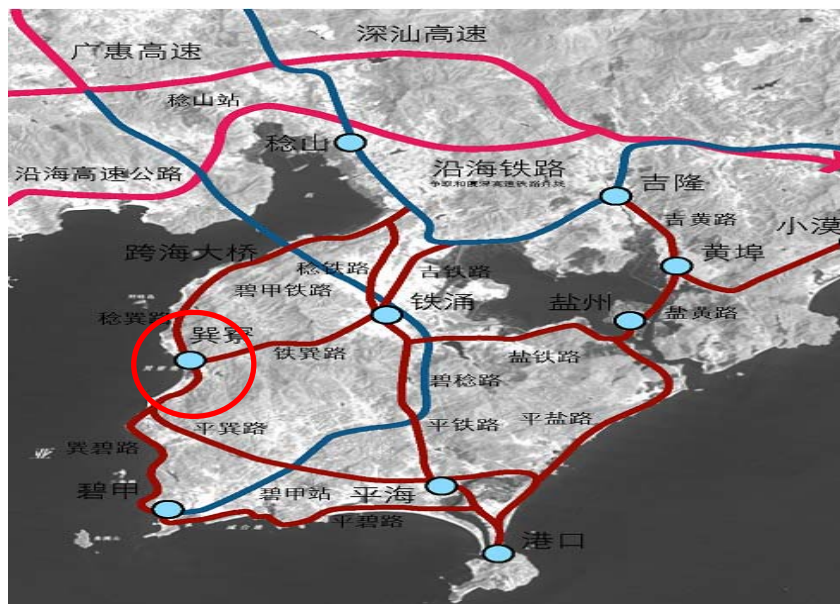 深汕高速
广惠高速
稔山站
稔山
沿海高速公路
沿海铁路
吉隆
吉黄路
小漠
跨海大桥
黄埠
稔铁路
吉铁路
碧甲铁路
稔巽路
铁涌
盐州
盐黄路
巽寮
铁巽路
盐铁路
碧稔路
平巽路
平铁路
平盐路
巽碧路
碧甲
碧甲站
平海
平碧路
港口